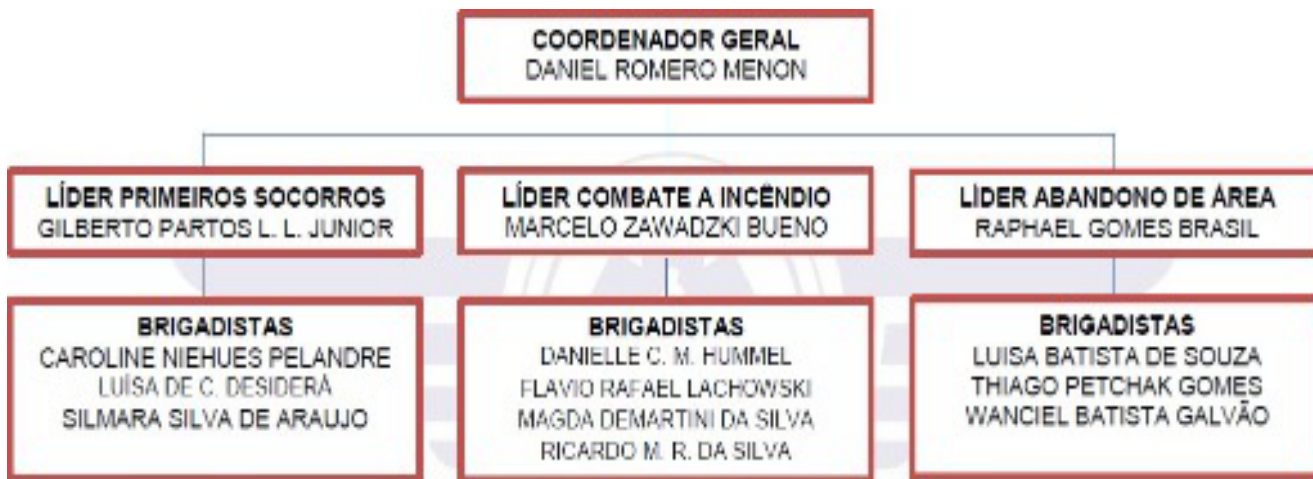 COORDENADOR GERAL
DANIEL ROMERO MENON
LÍDER PRIMEIROS SOCORROS
GILBERTO PARTOS L. L. JUNIOR
LÍDER COMBATE A INCÊNDIO
MARCELO ZAWADZKI BUENO
LÍDER ABANDONO DE ÁREA
RAPHAEL GOMES BRASIL
BRIGADISTAS
CAROLINE NIEHUES PELANDRE
LUÍSA DE C. DESIDERÁ
SILMARA SILVA DE ARAUJO
BRIGADISTAS
DANIELLE C. M. HUMMEL
FLAVIO RAFAEL LACHOWSKI
MAGDA DEMARTINI DA SILVA
RICARDO M. R. DA SILVA
BRIGADISTAS
LUISA BATISTA DE SOUZA
THIAGO PETCHAK GOMES
WANCIEL BATISTA GALVÃO